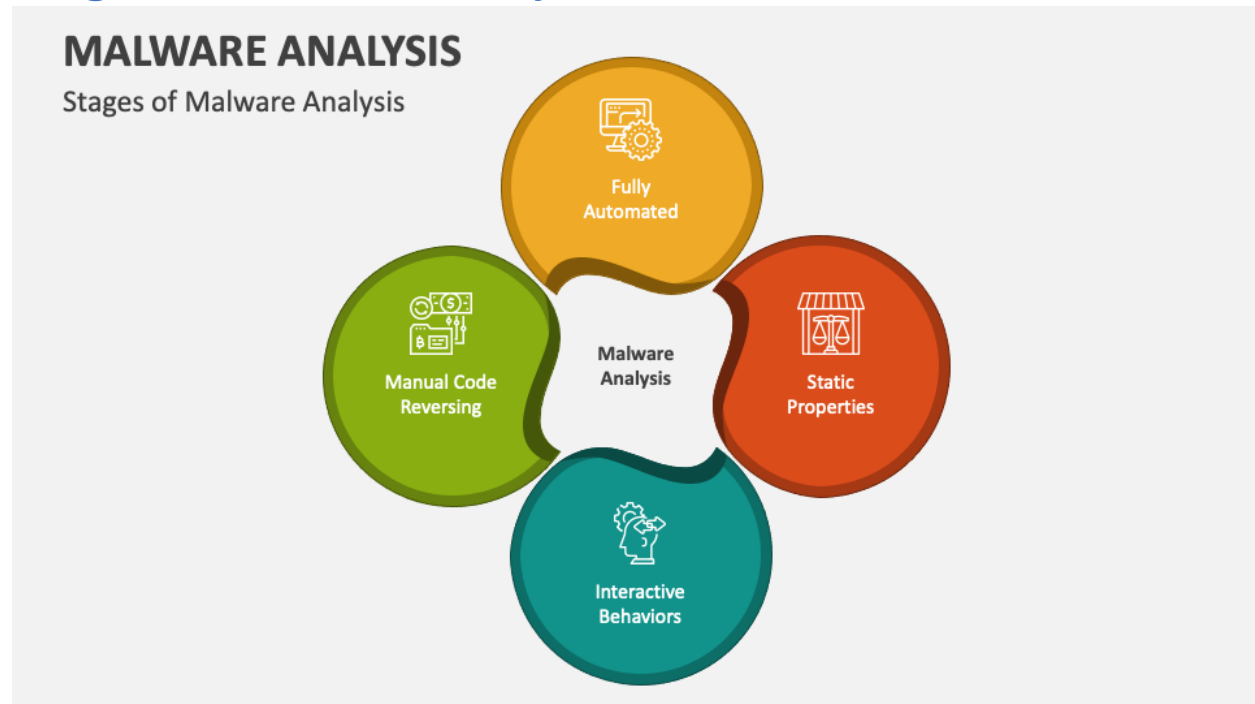 MALWARE ANALYSIS
Stages of Malware Analysis
Fully
Automated
Manual Code
Reversing
Malware
Analysis
Static
Properties
Interactive
Behaviors